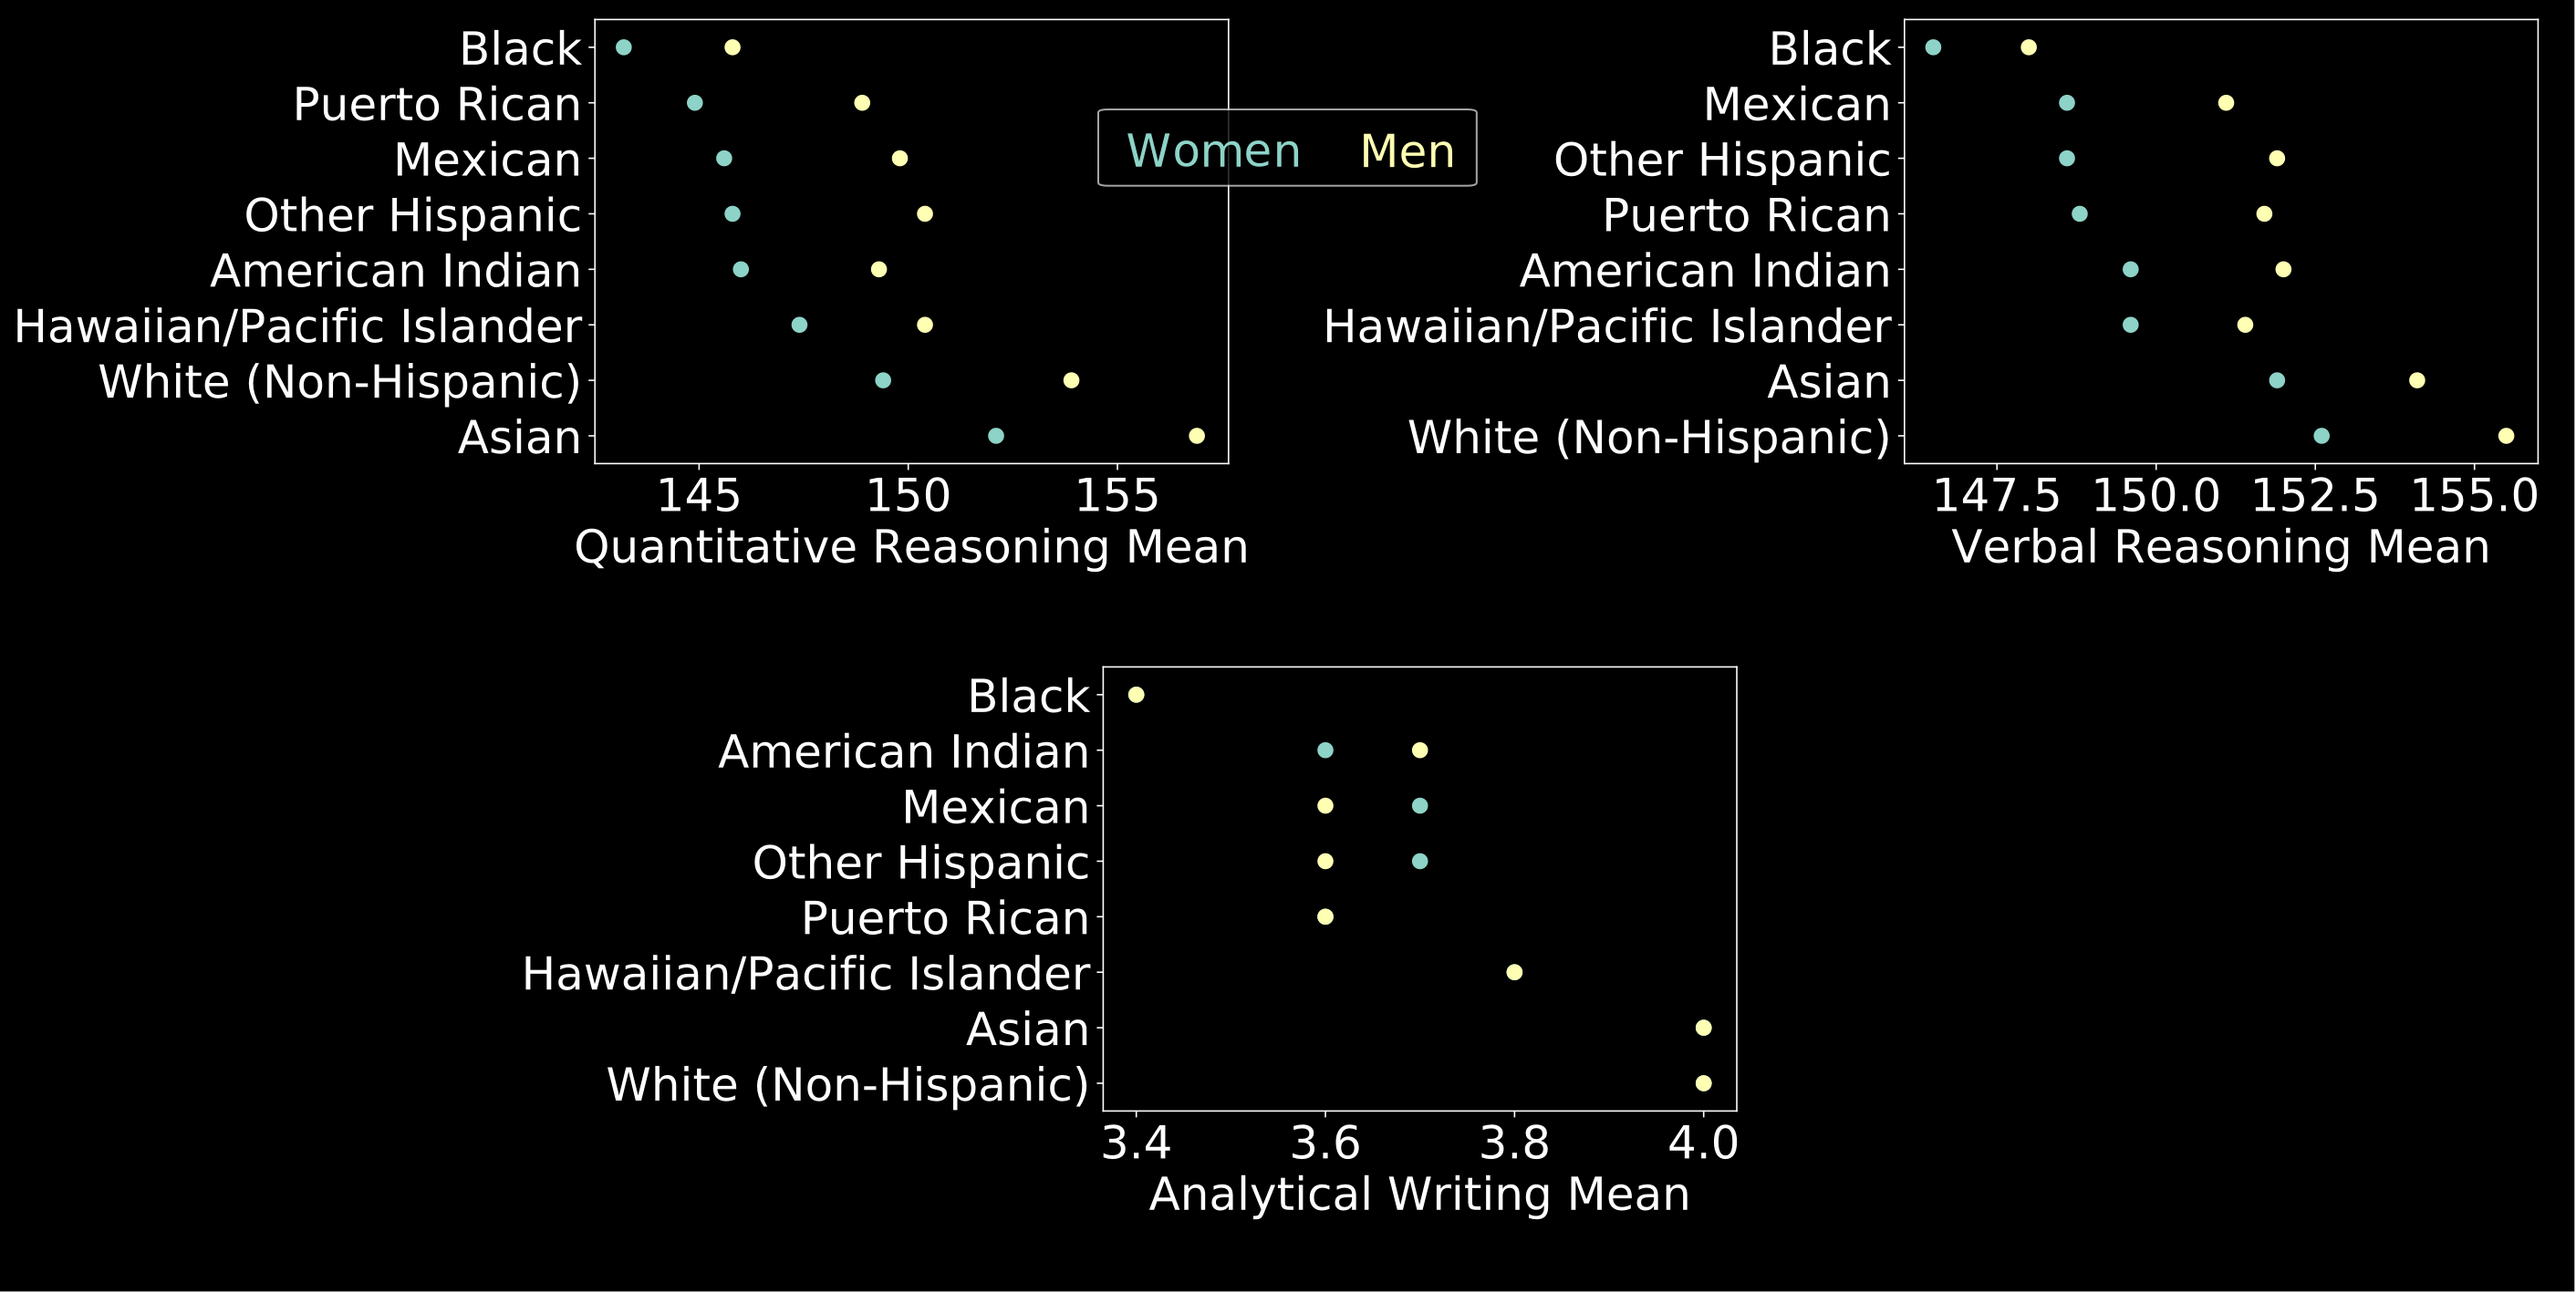 Black
Puerto Rican
Mexican
Other Hispanic
American Indian
Hawaiian/Pacific Islander
White (Non-Hispanic)
Asian
145 150 155
Quantitative Reasoning Mean
Women Men
Black
Mexican
Other Hispanic
Puerto Rican
American Indian
Hawaiian/Pacific Islander
Asian
White (Non-Hispanic)
147.5 150.0 152.5 155.0
Verbal Reasoning Mean
Black
American Indian
Mexican
Other Hispanic
Puerto Rican
Hawaiian/Pacific Islander
Asian
White (Non-Hispanic)
3.4 3.6 3.8 4.0
Analytical Writing Mean